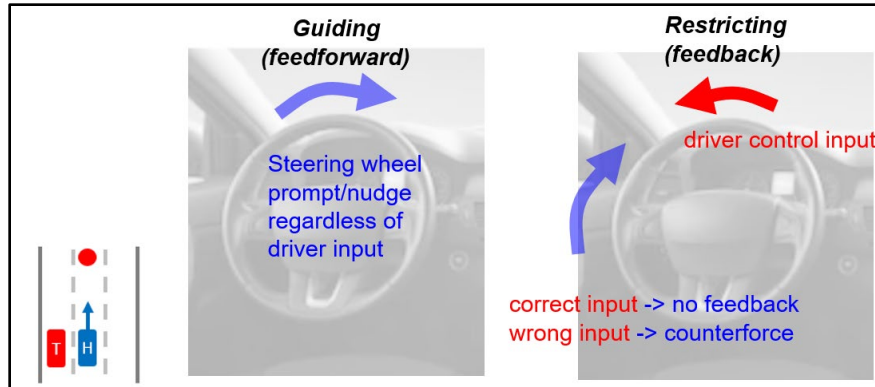 Guiding
(feedforward)
Steering wheel
prompt/nudge
regardless of
driver input
Restricting
(feedback)
driver control input
correct input -> no feedback
wrong input -> counterforce
T
H